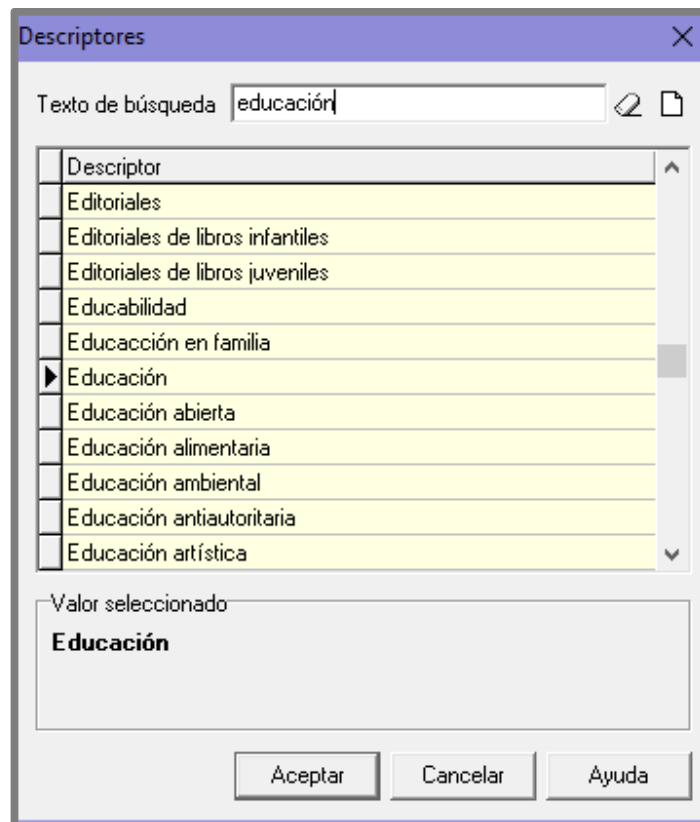 Descriptores
Texto de búsqueda educación
Descriptor
Editoriales
Editoriales de libros infantiles
Editoriales de libros juveniles
Educabilidad
Educacción en familia
Educación
Educación abierta
Educación alimentaria
Educación ambiental
Educación antiautoritaria
Educación artística
Valor seleccionado
Educación
Aceptar Cancelar Ayuda